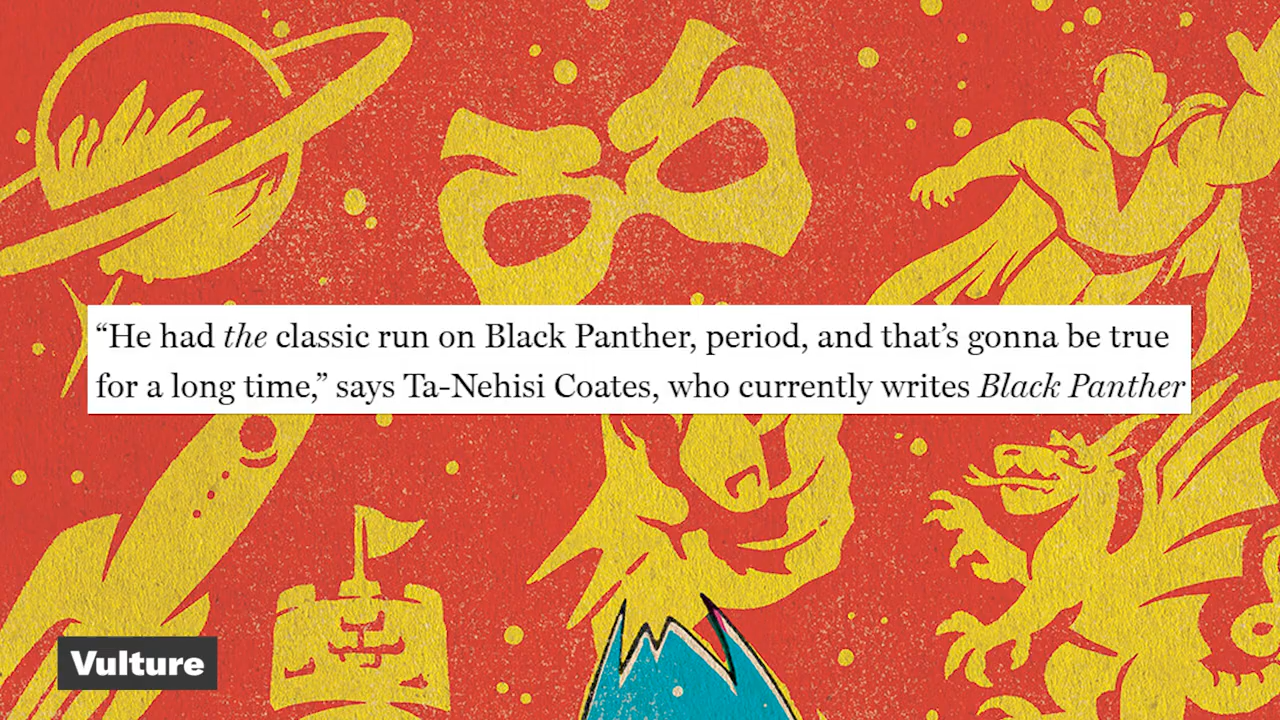 “He had the classic run on Black Panther, period, and that’s gonna be true
for a long time,” says Ta-Nehisi Coates, who currently writes Black Panther
Vulture